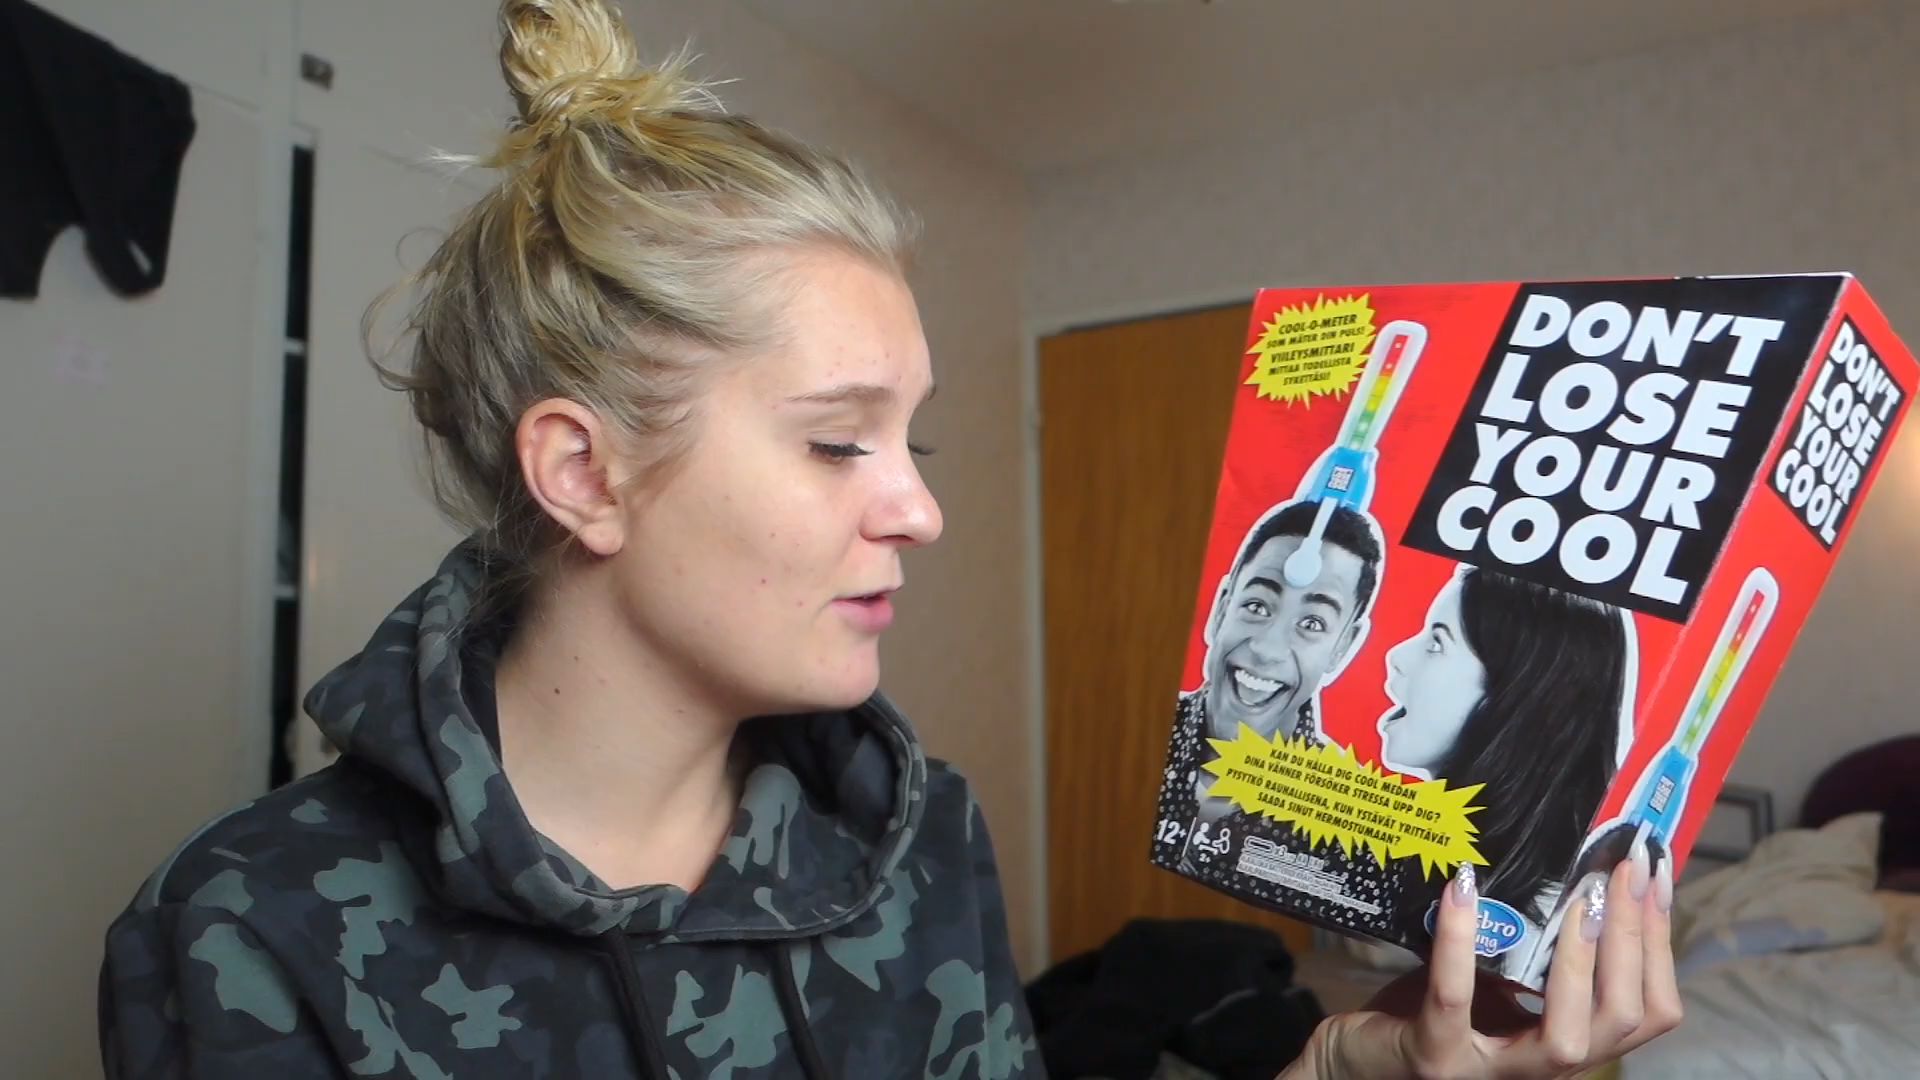 COOL-O-METER
SOM MÄTER DIN PULS!
VIILEYSMITTARI
MITTAA TODELLISTA
SYKETTÄSI!
DON'T
LOSE
YOUR
COOL
DON'T
LOSE
YOUR
COOL
KAN DU HÅLLA DIG COOL MEDAN
DINA VÄNNER FÖRSÖKER STRESSA UPP DIG?
PYSYTKÖ RAUHALLISENA, KUN YSTÄVÄT YRITTÄVÄT
SAADA SINUT HERMOSTUMAAN?
12+
2+